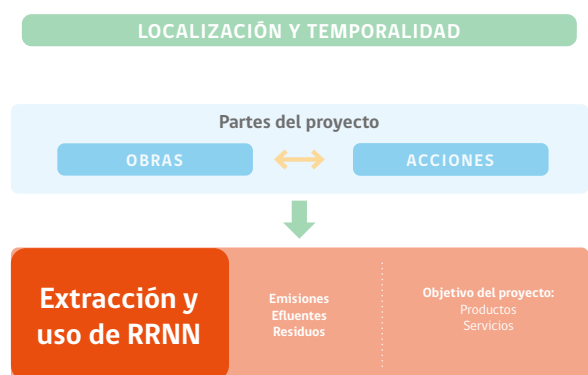 LOCALIZACIÓN Y TEMPORALIDAD
Partes del proyecto
OBRAS
ACCIONES
Extracción y
uso de RRNN
Emisiones
Efluentes
Residuos
Objetivo del proyecto:
Productos
Servicios